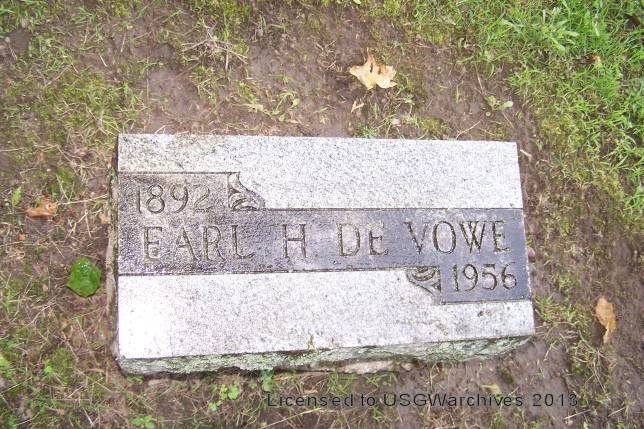 1892
EARL H DE VOWE
1956
Licensed to USGWarchives 2013